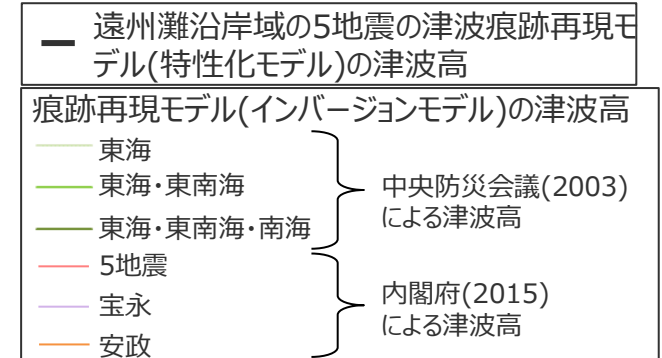 遠州灘沿岸域の5地震の津波痕跡再現モ
デル(特性化モデル)の津波高
痕跡再現モデル(インバージョンモデル)の津波高
東海
東海・東南海
東海・東南海・南海
中央防災会議(2003)
による津波高
5地震
宝永
安政
内閣府(2015)
による津波高